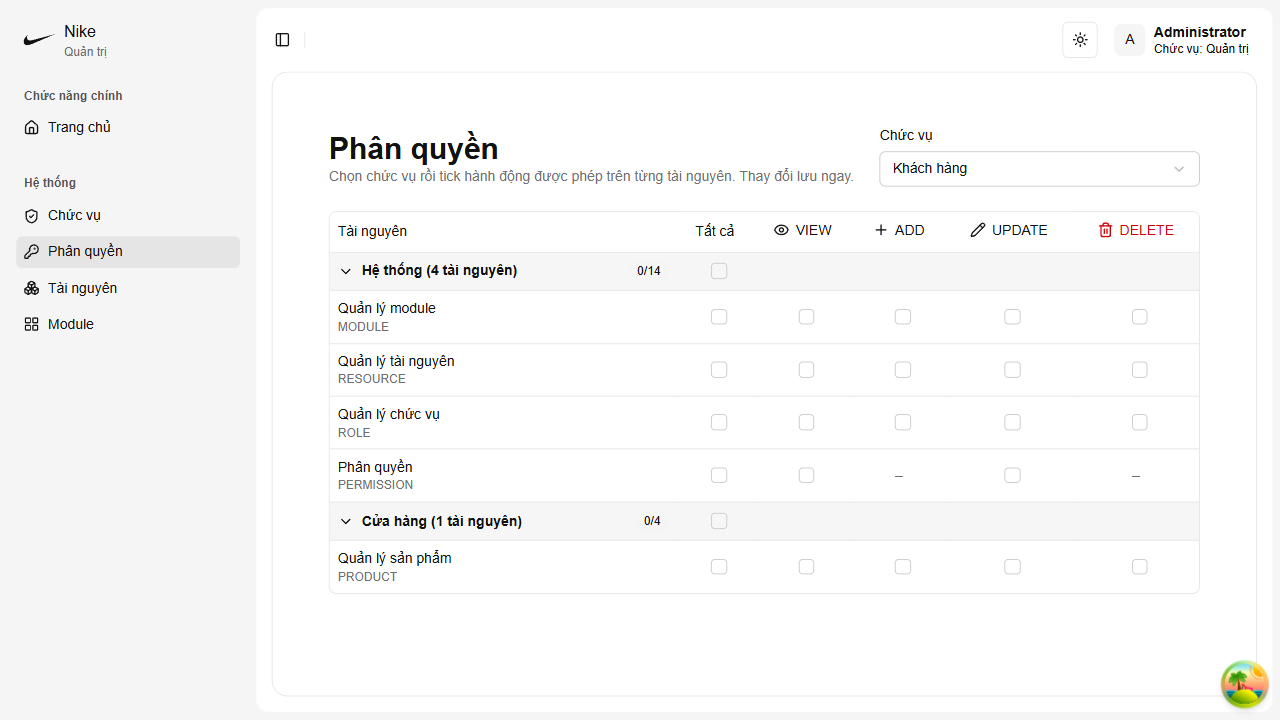 Nike
Quản trị
Chức năng chính
Trang chủ
Hệ thống
Chức vụ
Phân quyền
Tài nguyên
Module
A
Administrator
Chức vụ: Quản trị
Phân quyền
Chọn chức vụ rồi tick hành động được phép trên từng tài nguyên. Thay đổi lưu ngay.
Chức vụ
Khách hàng
Tài nguyên Tất cả VIEW ADD UPDATE DELETE
Hệ thống (4 tài nguyên) 0/14
Quản lý module
MODULE
Quản lý tài nguyên
RESOURCE
Quản lý chức vụ
ROLE
Phân quyền
PERMISSION
– –
Cửa hàng (1 tài nguyên) 0/4
Quản lý sản phẩm
PRODUCT